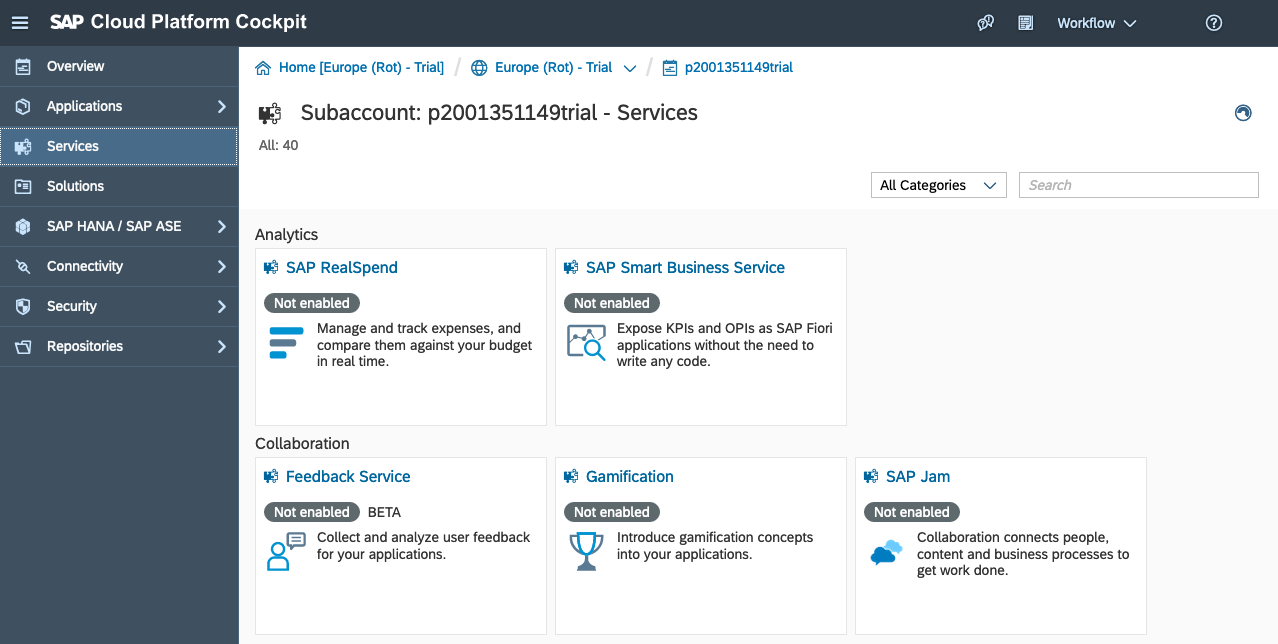 SAP Cloud Platform Cockpit
Workflow
Overview
Applications
Services
Solutions
SAP HANA / SAP ASE
Connectivity
Security
Repositories
Home [Europe (Rot) - Trial] / Europe (Rot) - Trial / p2001351149trial
Subaccount: p2001351149trial - Services
All: 40
All Categories
Search
Analytics
SAP RealSpend
Not enabled
Manage and track expenses, and
compare them against your budget
in real time.
SAP Smart Business Service
Not enabled
Expose KPIs and OPIs as SAP Fiori
applications without the need to
write any code.
Collaboration
Feedback Service
Not enabled BETA
Collect and analyze user feedback
for your applications.
Gamification
Not enabled
Introduce gamification concepts
into your applications.
SAP Jam
Not enabled
Collaboration connects people,
content and business processes to
get work done.